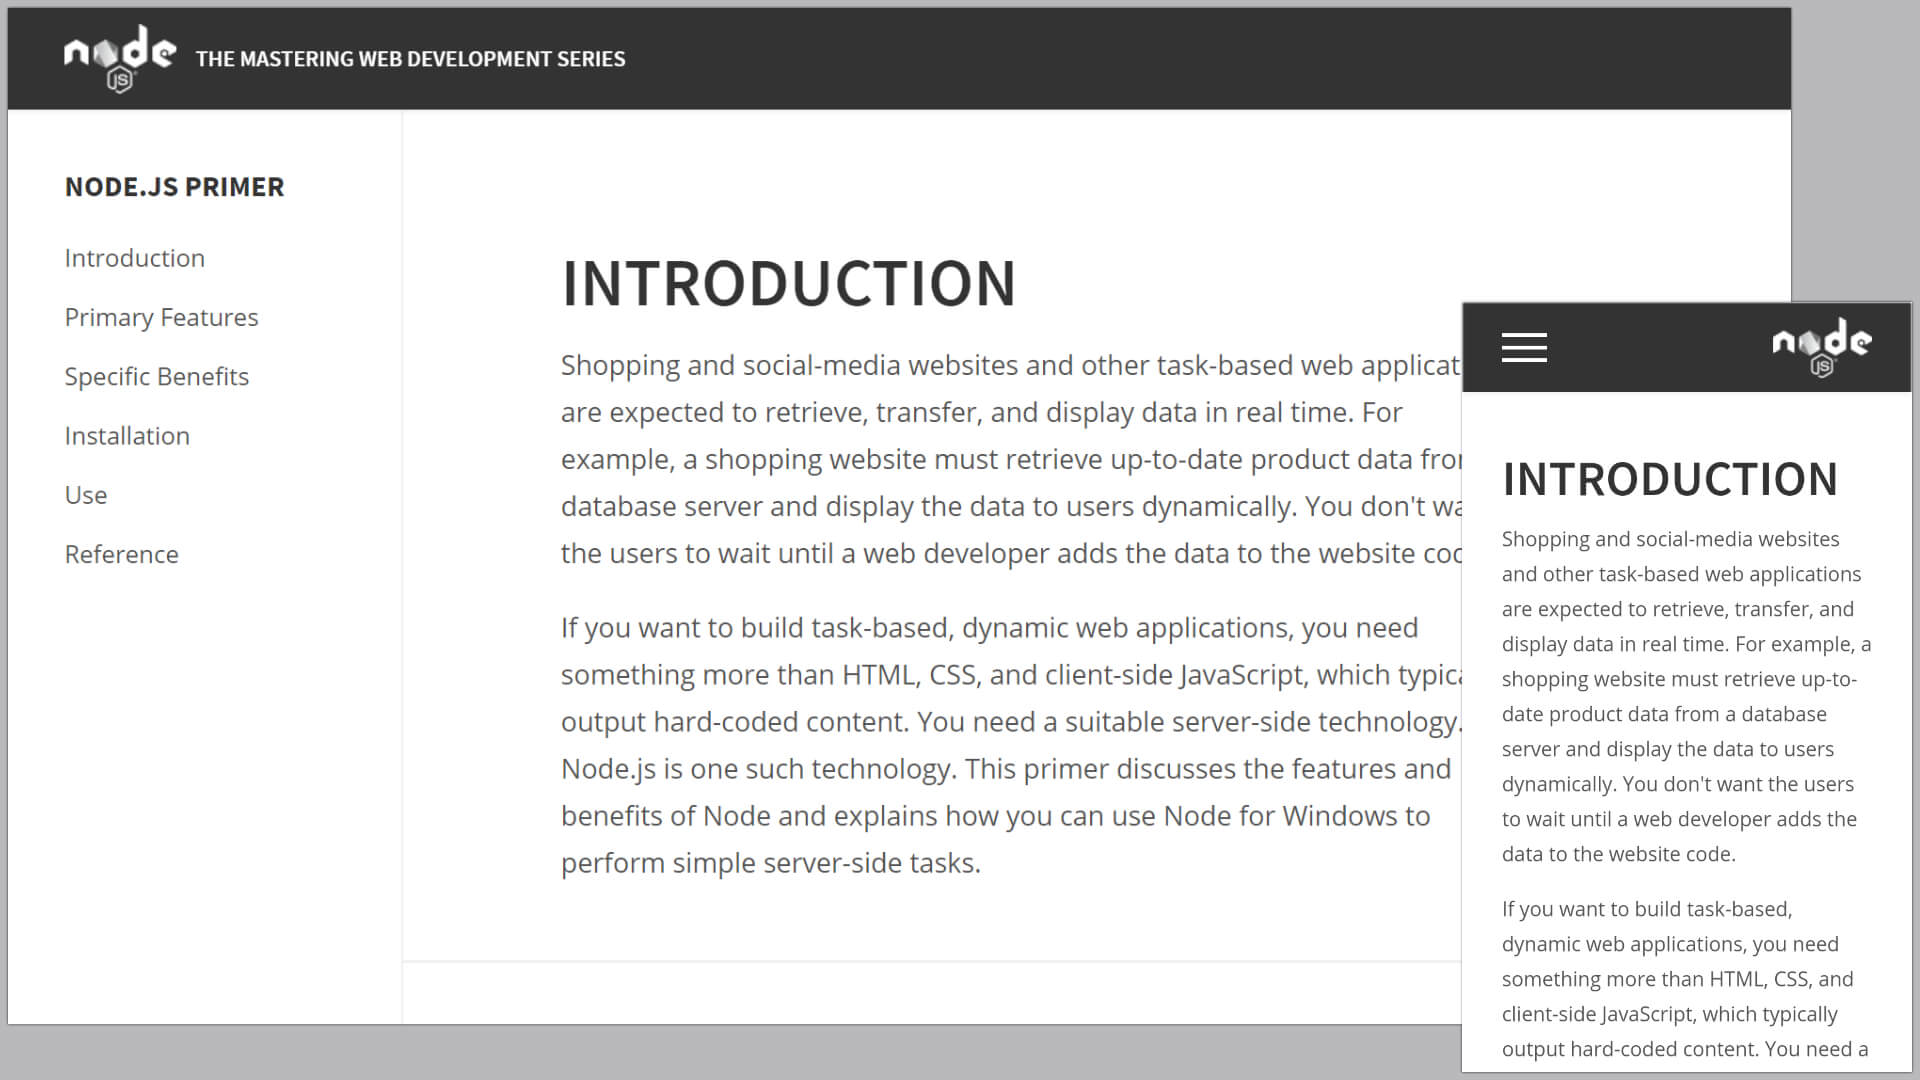 node
JS
THE MASTERING WEB DEVELOPMENT SERIES
NODE.JS PRIMER
Introduction
Primary Features
Specific Benefits
Installation
Use
Reference
INTRODUCTION
Shopping and social-media websites and other task-based web applicat
are expected to retrieve, transfer, and display data in real time. For
example, a shopping website must retrieve up-to-date product data
database server and display the data to users dynamically. You don't
the users to wait until a web developer adds the data to the website
If you want to build task-based, dynamic web applications, you need
something more than HTML, CSS, and client-side JavaScript, which typica
output hard-coded content. You need a suitable server-side technology.
Node.js is one such technology. This primer discusses the features and
benefits of Node and explains how you can use Node for Windows to
perform simple server-side tasks.
node
JS
INTRODUCTION
Shopping and social-media websites
and other task-based web applications
are expected to retrieve, transfer, and
display data in real time. For example, a
shopping website must retrieve up-to-
date product data from a database
server and display the data to users
dynamically. You don't want the users
to wait until a web developer adds the
data to the website code.
If you want to build task-based,
dynamic web applications, you need
something more than HTML, CSS, and
client-side JavaScript, which typically
output hard-coded content. You need a